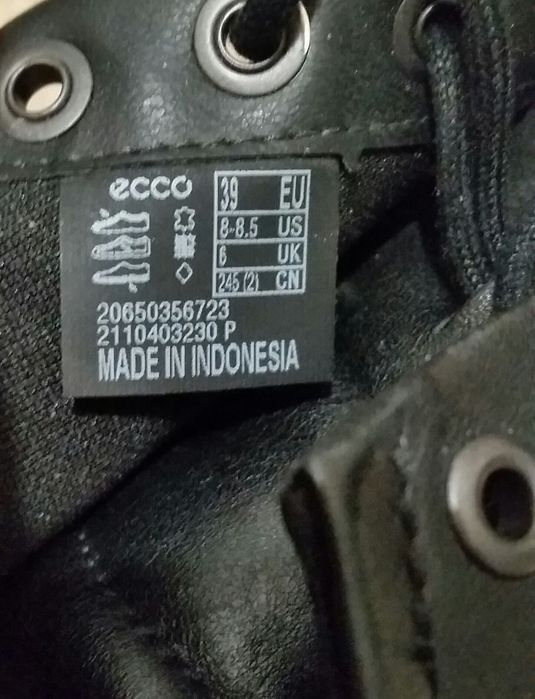 ecco
39 EU
8-8.5 US
6 UK
245 (2) CN
20650356723
2110403230 P
MADE IN INDONESIA